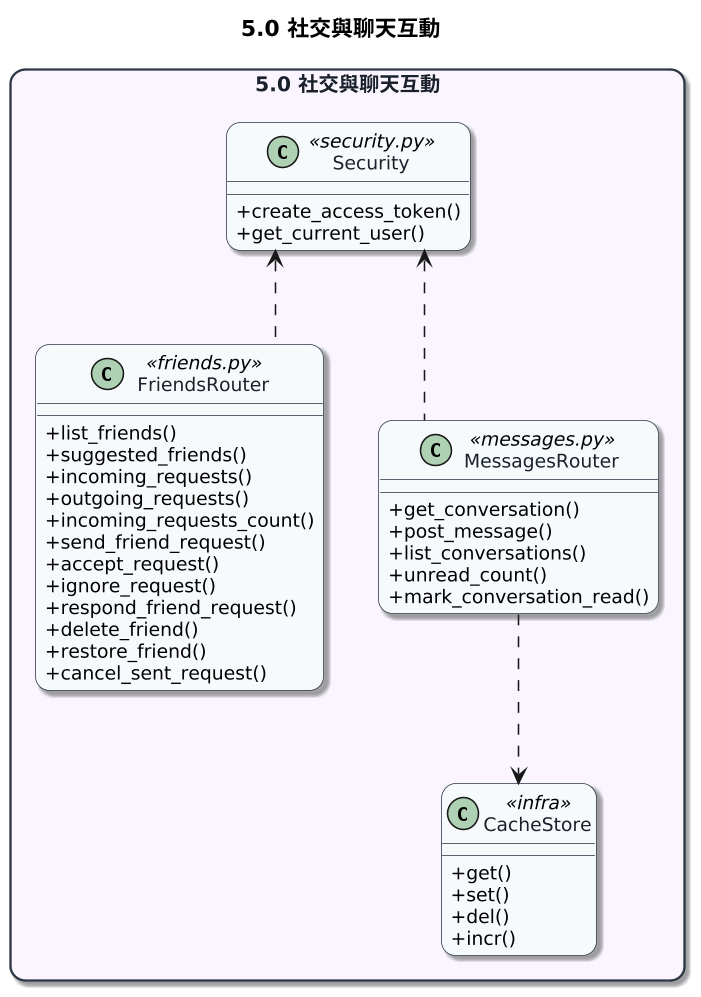 5.0 社交與聊天互動
5.0 社交與聊天互動
C
«security.py»
Security
+create_access_token()
+get_current_user()
C
«friends.py»
FriendsRouter
+list_friends()
+suggested_friends()
+incoming_requests()
+outgoing_requests()
+incoming_requests_count()
+send_friend_request()
+accept_request()
+ignore_request()
+respond_friend_request()
+delete_friend()
+restore_friend()
+cancel_sent_request()
C
«messages.py»
MessagesRouter
+get_conversation()
+post_message()
+list_conversations()
+unread_count()
+mark_conversation_read()
C
«infra»
CacheStore
+get()
+set()
+del()
+incr()